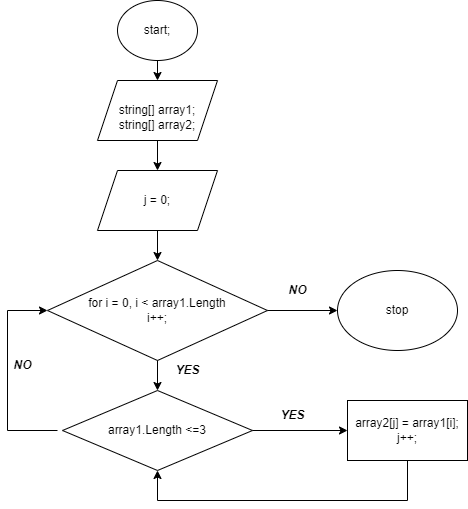 start;
string[] array1;
string[] array2;
j = 0;
for i = 0, i < array1.Length
i++;
NO
stop
NO
YES
array1.Length <=3
YES
array2[j] = array1[i];
j++;